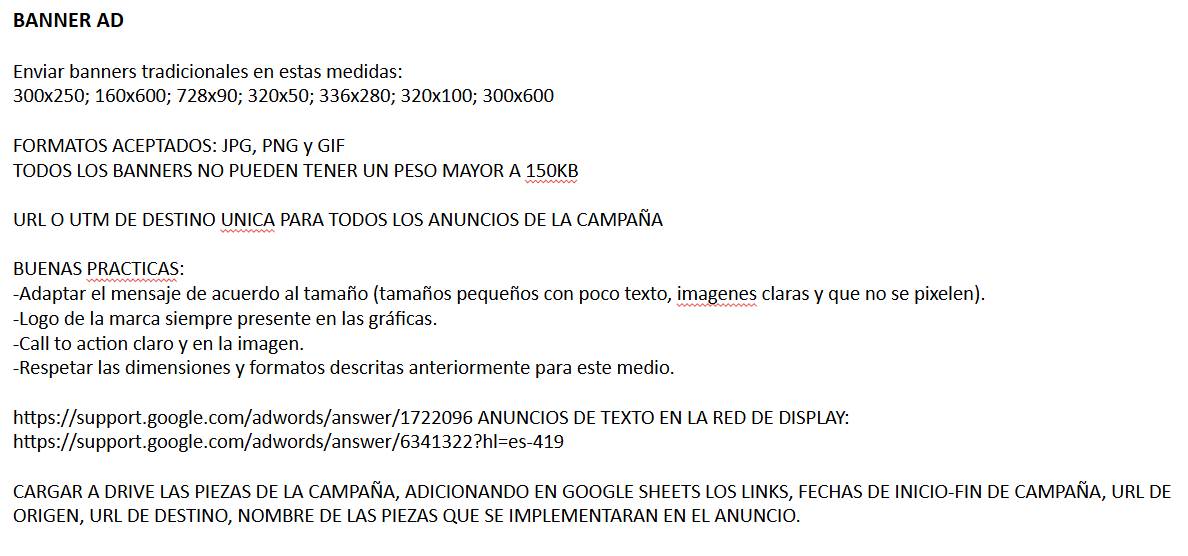 BANNER AD
Enviar banners tradicionales en estas medidas:
300x250; 160x600; 728x90; 320x50; 336x280; 320x100; 300x600
FORMATOS ACEPTADOS: JPG, PNG y GIF
TODOS LOS BANNERS NO PUEDEN TENER UN PESO MAYOR A 150KB
URL O UTM DE DESTINO UNICA PARA TODOS LOS ANUNCIOS DE LA CAMPAÑA
BUENAS PRACTICAS:
-Adaptar el mensaje de acuerdo al tamaño (tamaños pequeños con poco texto, imagenes claras y que no se pixelen).
-Logo de la marca siempre presente en las gráficas.
-Call to action claro y en la imagen.
-Respetar las dimensiones y formatos descritas anteriormente para este medio.
https://support.google.com/adwords/answer/1722096 ANUNCIOS DE TEXTO EN LA RED DE DISPLAY:
https://support.google.com/adwords/answer/6341322?hl=es-419
CARGAR A DRIVE LAS PIEZAS DE LA CAMPAÑA, ADICIONANDO EN GOOGLE SHEETS LOS LINKS, FECHAS DE INICIO-FIN DE CAMPAÑA, URL DE
ORIGEN, URL DE DESTINO, NOMBRE DE LAS PIEZAS QUE SE IMPLEMENTARAN EN EL ANUNCIO.